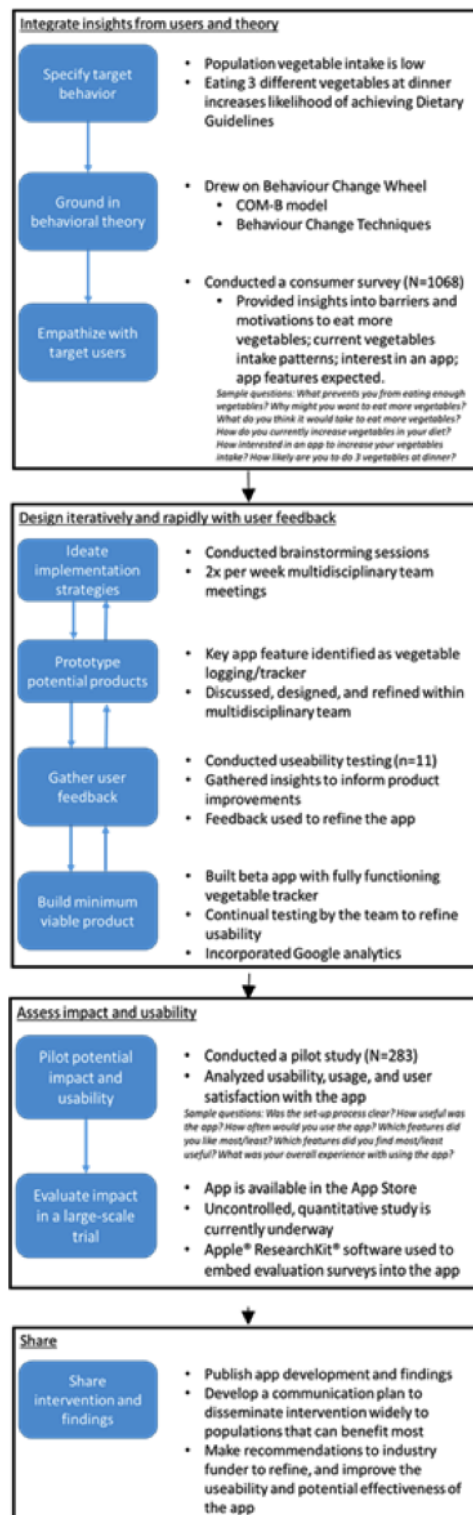 Integrate insights from users and theory
Specify target
behavior
• Population vegetable intake is low
• Eating 3 different vegetables at dinner
increases likelihood of achieving Dietary
Guidelines
Ground in
behavioral theory
• Drew on Behaviour Change Wheel
• COM-B model
• Behaviour Change Techniques
Empathize with
target users
• Conducted a consumer survey (N=1068)
• Provided insights into barriers and
motivations to eat more
vegetables; current vegetables
intake patterns; interest in an app;
app features expected.
Sample questions: What prevents you from eating enough
vegetables? Why might you want to eat more vegetables?
What do you think it would take to eat more vegetables?
How do you currently increase vegetables in your diet?
How interested in an app to increase your vegetables
intake? How likely are you to do 3 vegetables at dinner?
Design iteratively and rapidly with user feedback
Ideate
implementation
strategies
• Conducted brainstorming sessions
• 2x per week multidisciplinary team
meetings
Prototype
potential products
• Key app feature identified as vegetable
logging/tracker
• Discussed, designed, and refined within
multidisciplinary team
Gather user
feedback
• Conducted useability testing (n=11)
• Gathered insights to inform product
improvements
• Feedback used to refine the app
Build minimum
viable product
• Built beta app with fully functioning
vegetable tracker
• Continual testing by the team to refine
usability
• Incorporated Google analytics
Assess impact and usability
Pilot potential
impact and
usability
• Conducted a pilot study (N=283)
• Analyzed usability, usage, and user
satisfaction with the app
Sample questions: Was the set-up process clear? How useful was
the app? How often would you use the app? Which features did
you like most/least? Which features did you find most/least
useful? What was your overall experience with using the app?
Evaluate impact
in a large-scale
trial
• App is available in the App Store
• Uncontrolled, quantitative study is
currently underway
• Apple® ResearchKit® software used to
embed evaluation surveys into the app
Share
Share
intervention and
findings
• Publish app development and findings
• Develop a communication plan to
disseminate intervention widely to
populations that can benefit most
• Make recommendations to industry
funder to refine, and improve the
useability and potential effectiveness of
the app